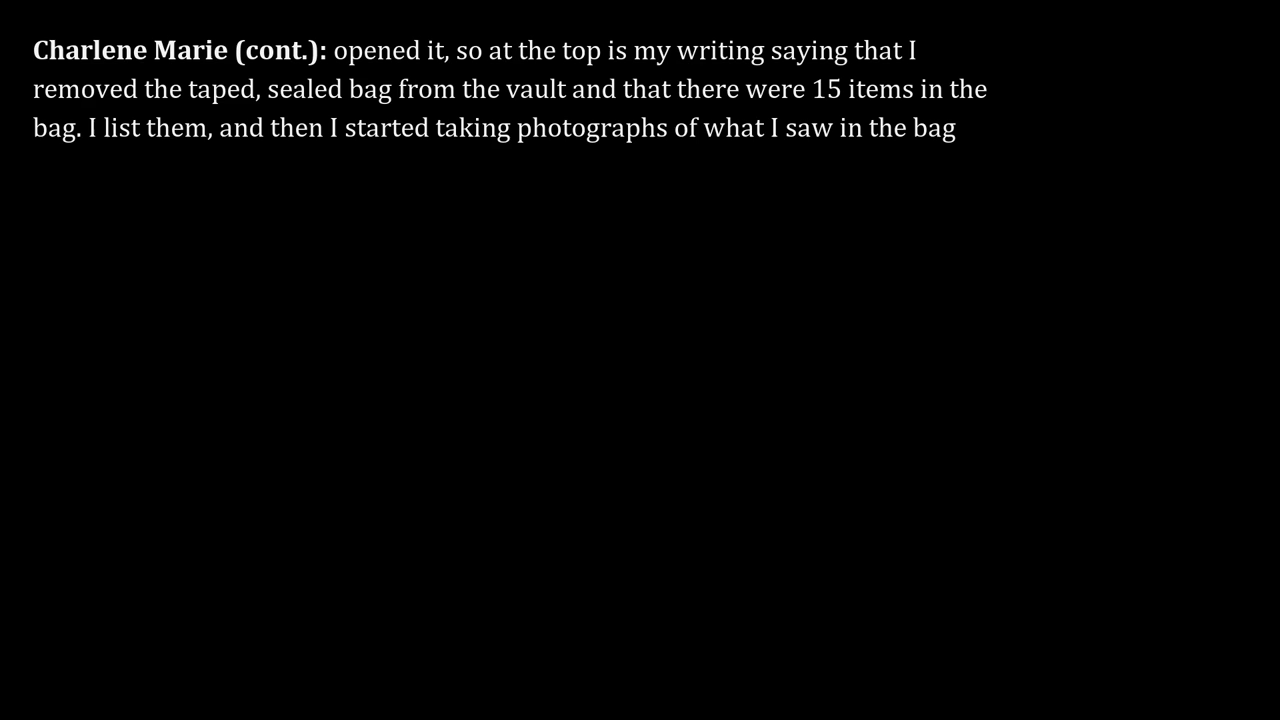 Charlene Marie (cont.): opened it, so at the top is my writing saying that I
removed the taped, sealed bag from the vault and that there were 15 items in the
bag. I list them, and then I started taking photographs of what I saw in the bag